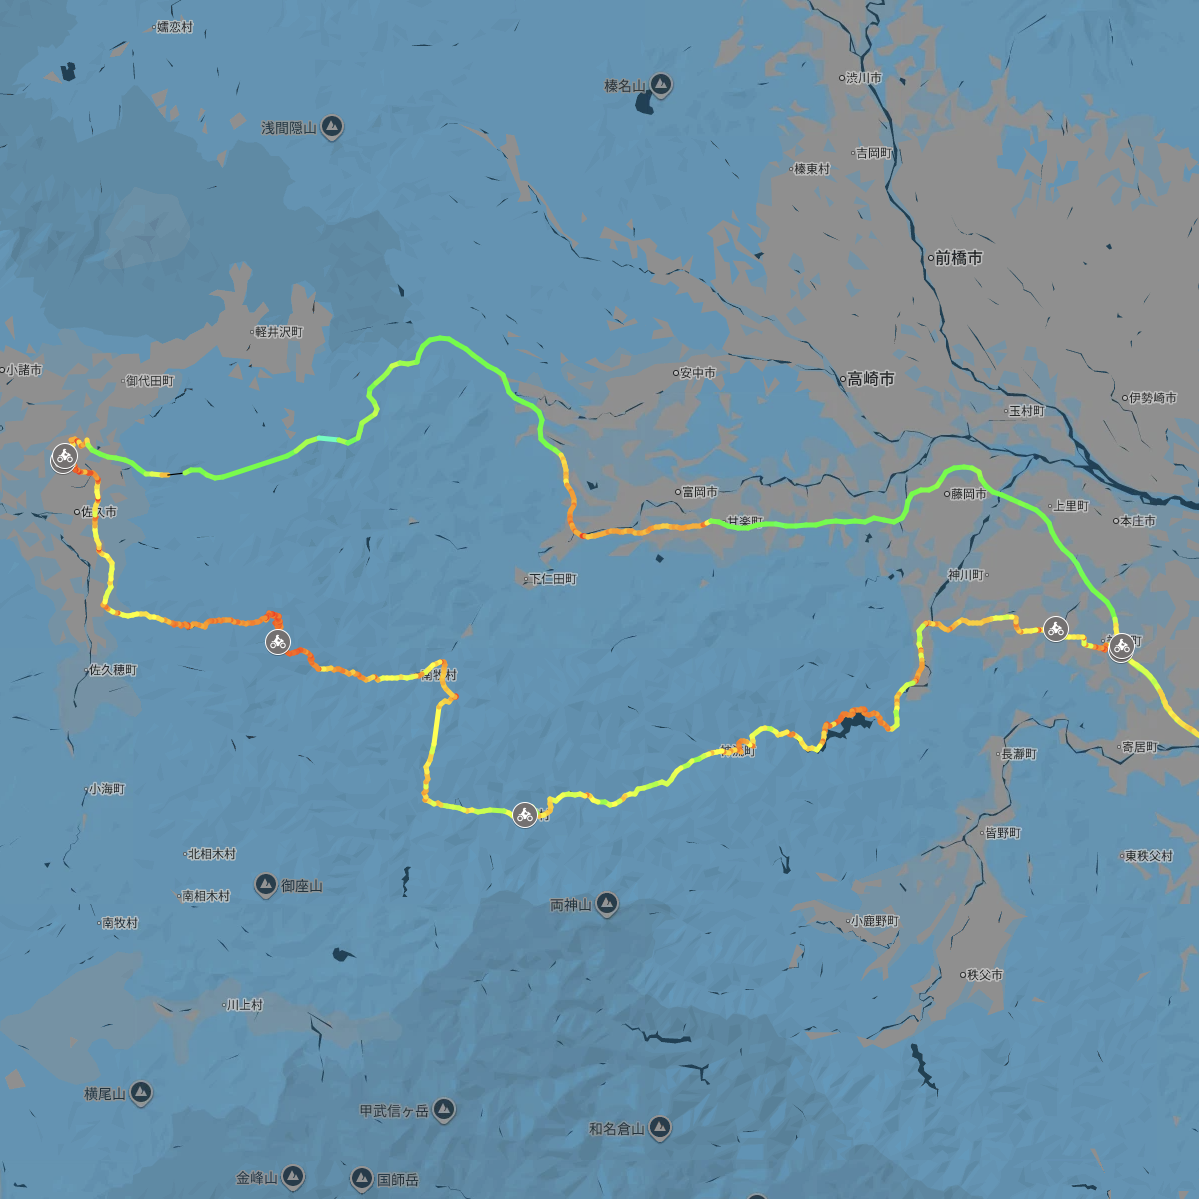 嬬恋村
榛名山
渋川市
浅間隠山
吉岡町
榛東村
前橋市
軽井沢町
小諸市
御代田町
安中市
高崎市
伊勢崎市
玉村町
富岡市
藤岡市
佐久市
甘楽町
上里町
本庄市
下仁田町
神川町
佐久穂町
南牧村
神流町
長瀞町
寄居町
小海町
村
皆野町
北相木村
東秩父村
御座山
南相木村
両神山
南牧村
小鹿野町
秩父市
川上村
横尾山
甲武信ヶ岳
和名倉山
金峰山
国師岳